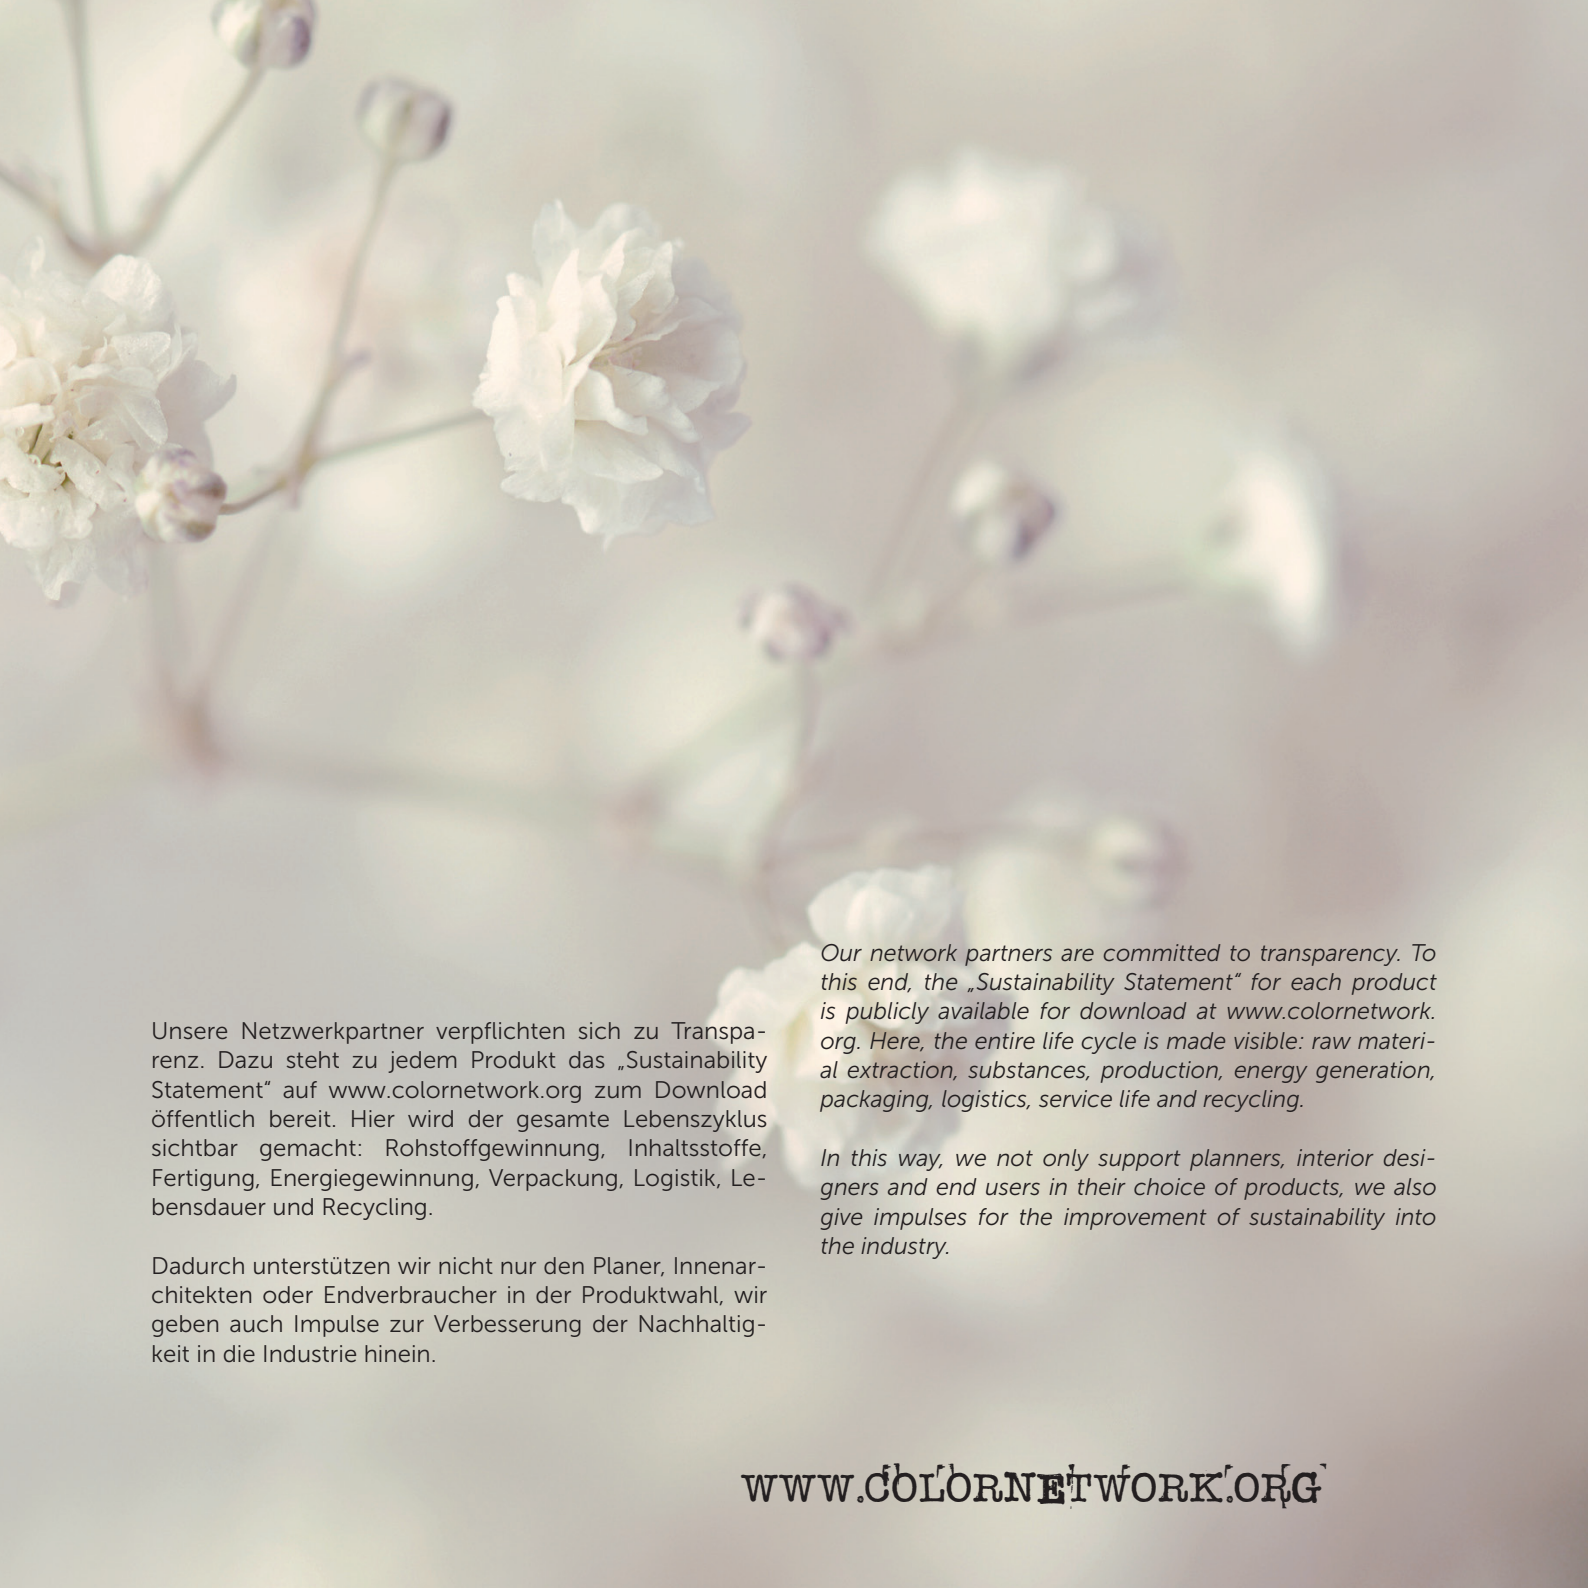 Unsere Netzwerkpartner verpflichten sich zu Transpa-
renz. Dazu steht zu jedem Produkt das „Sustainability
Statement“ auf www.colornetwork.org zum Download
öffentlich bereit. Hier wird der gesamte Lebenszyklus
sichtbar gemacht: Rohstoffgewinnung, Inhaltsstoffe,
Fertigung, Energiegewinnung, Verpackung, Logistik, Le-
bensdauer und Recycling.

Dadurch unterstützen wir nicht nur den Planer, Innenar-
chitekten oder Endverbraucher in der Produktwahl, wir
geben auch Impulse zur Verbesserung der Nachhaltig-
keit in die Industrie hinein.

Our network partners are committed to transparency. To
this end, the „Sustainability Statement“ for each product
is publicly available for download at www.colornetwork.
org. Here, the entire life cycle is made visible: raw materi-
al extraction, substances, production, energy generation,
packaging, logistics, service life and recycling.

In this way, we not only support planners, interior desi-
gners and end users in their choice of products, we also
give impulses for the improvement of sustainability into
the industry.

WWW.COLORNETWORK.ORG